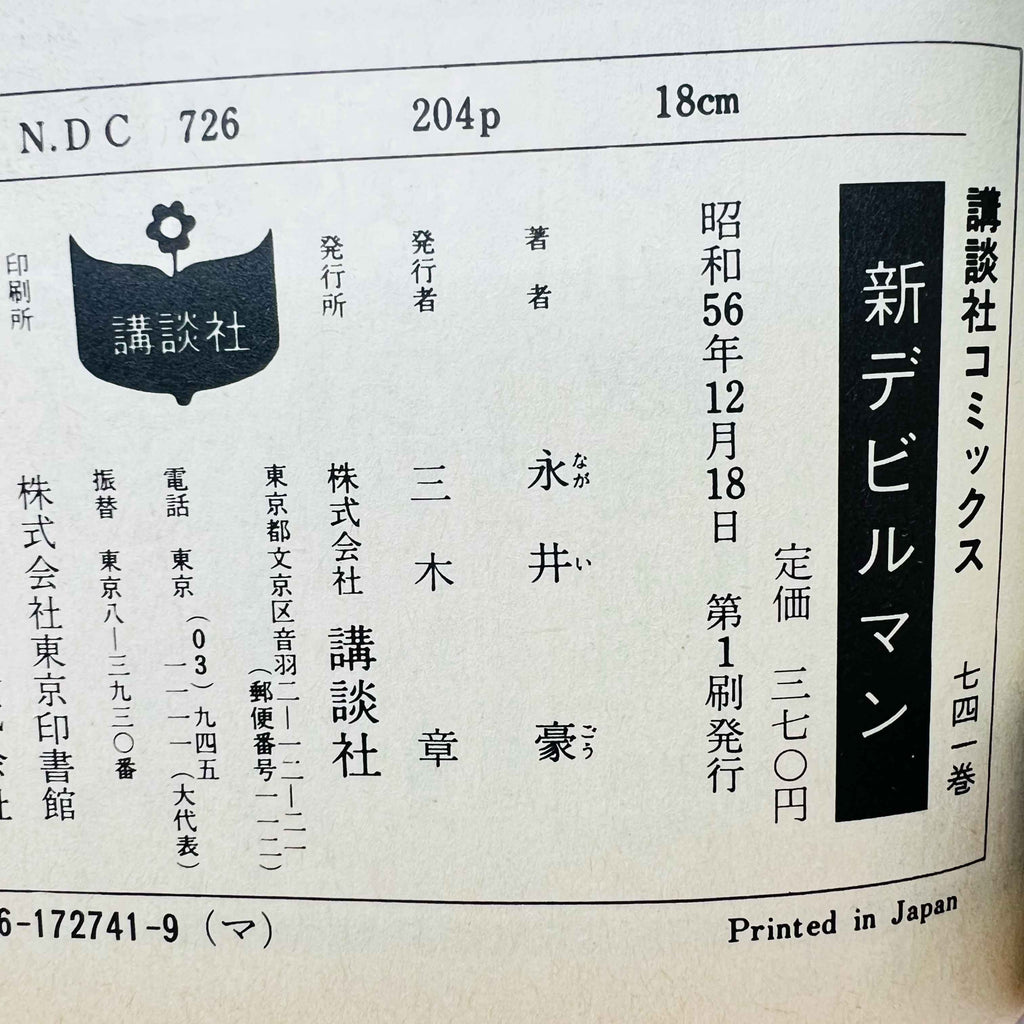 N.DC 726 204p 18cm
講談社コミックス 七四一巻
新デビルマン
定価 三七〇円
昭和56年12月18日 第1刷発行
著者 永井豪
ながいごう
発行者 三木章
発行所 株式会社 講談社
東京都文京区音羽二―一二―二一
(郵便番号一一二)
電話 東京(03)九四五
一一一一(大代表)
振替 東京八―三九三〇番
講談社
印刷所 株式会社東京印書館
6-172741-9 (マ)
Printed in Japan